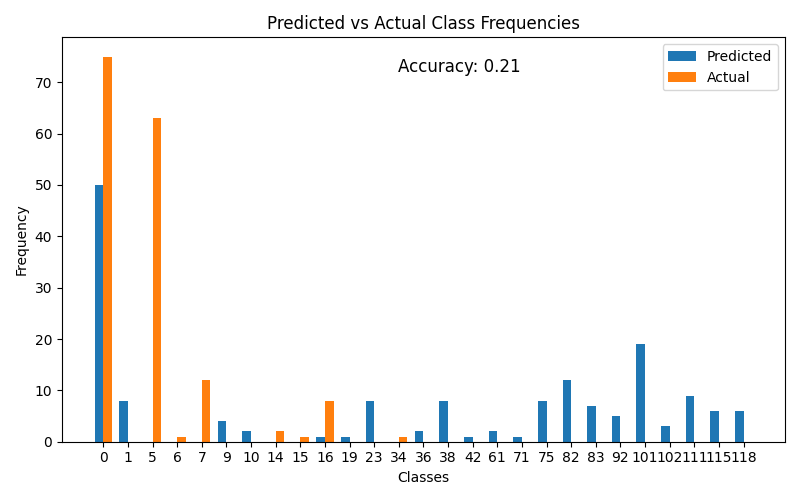 Predicted vs Actual Class Frequencies
Accuracy: 0.21
Predicted
Actual
Frequency
70
60
50
40
30
20
10
0
0 1 5 6 7 9 10 14 15 16 19 23 34 36 38 42 61 71 75 82 83 92 101 102 111 115 118
Classes